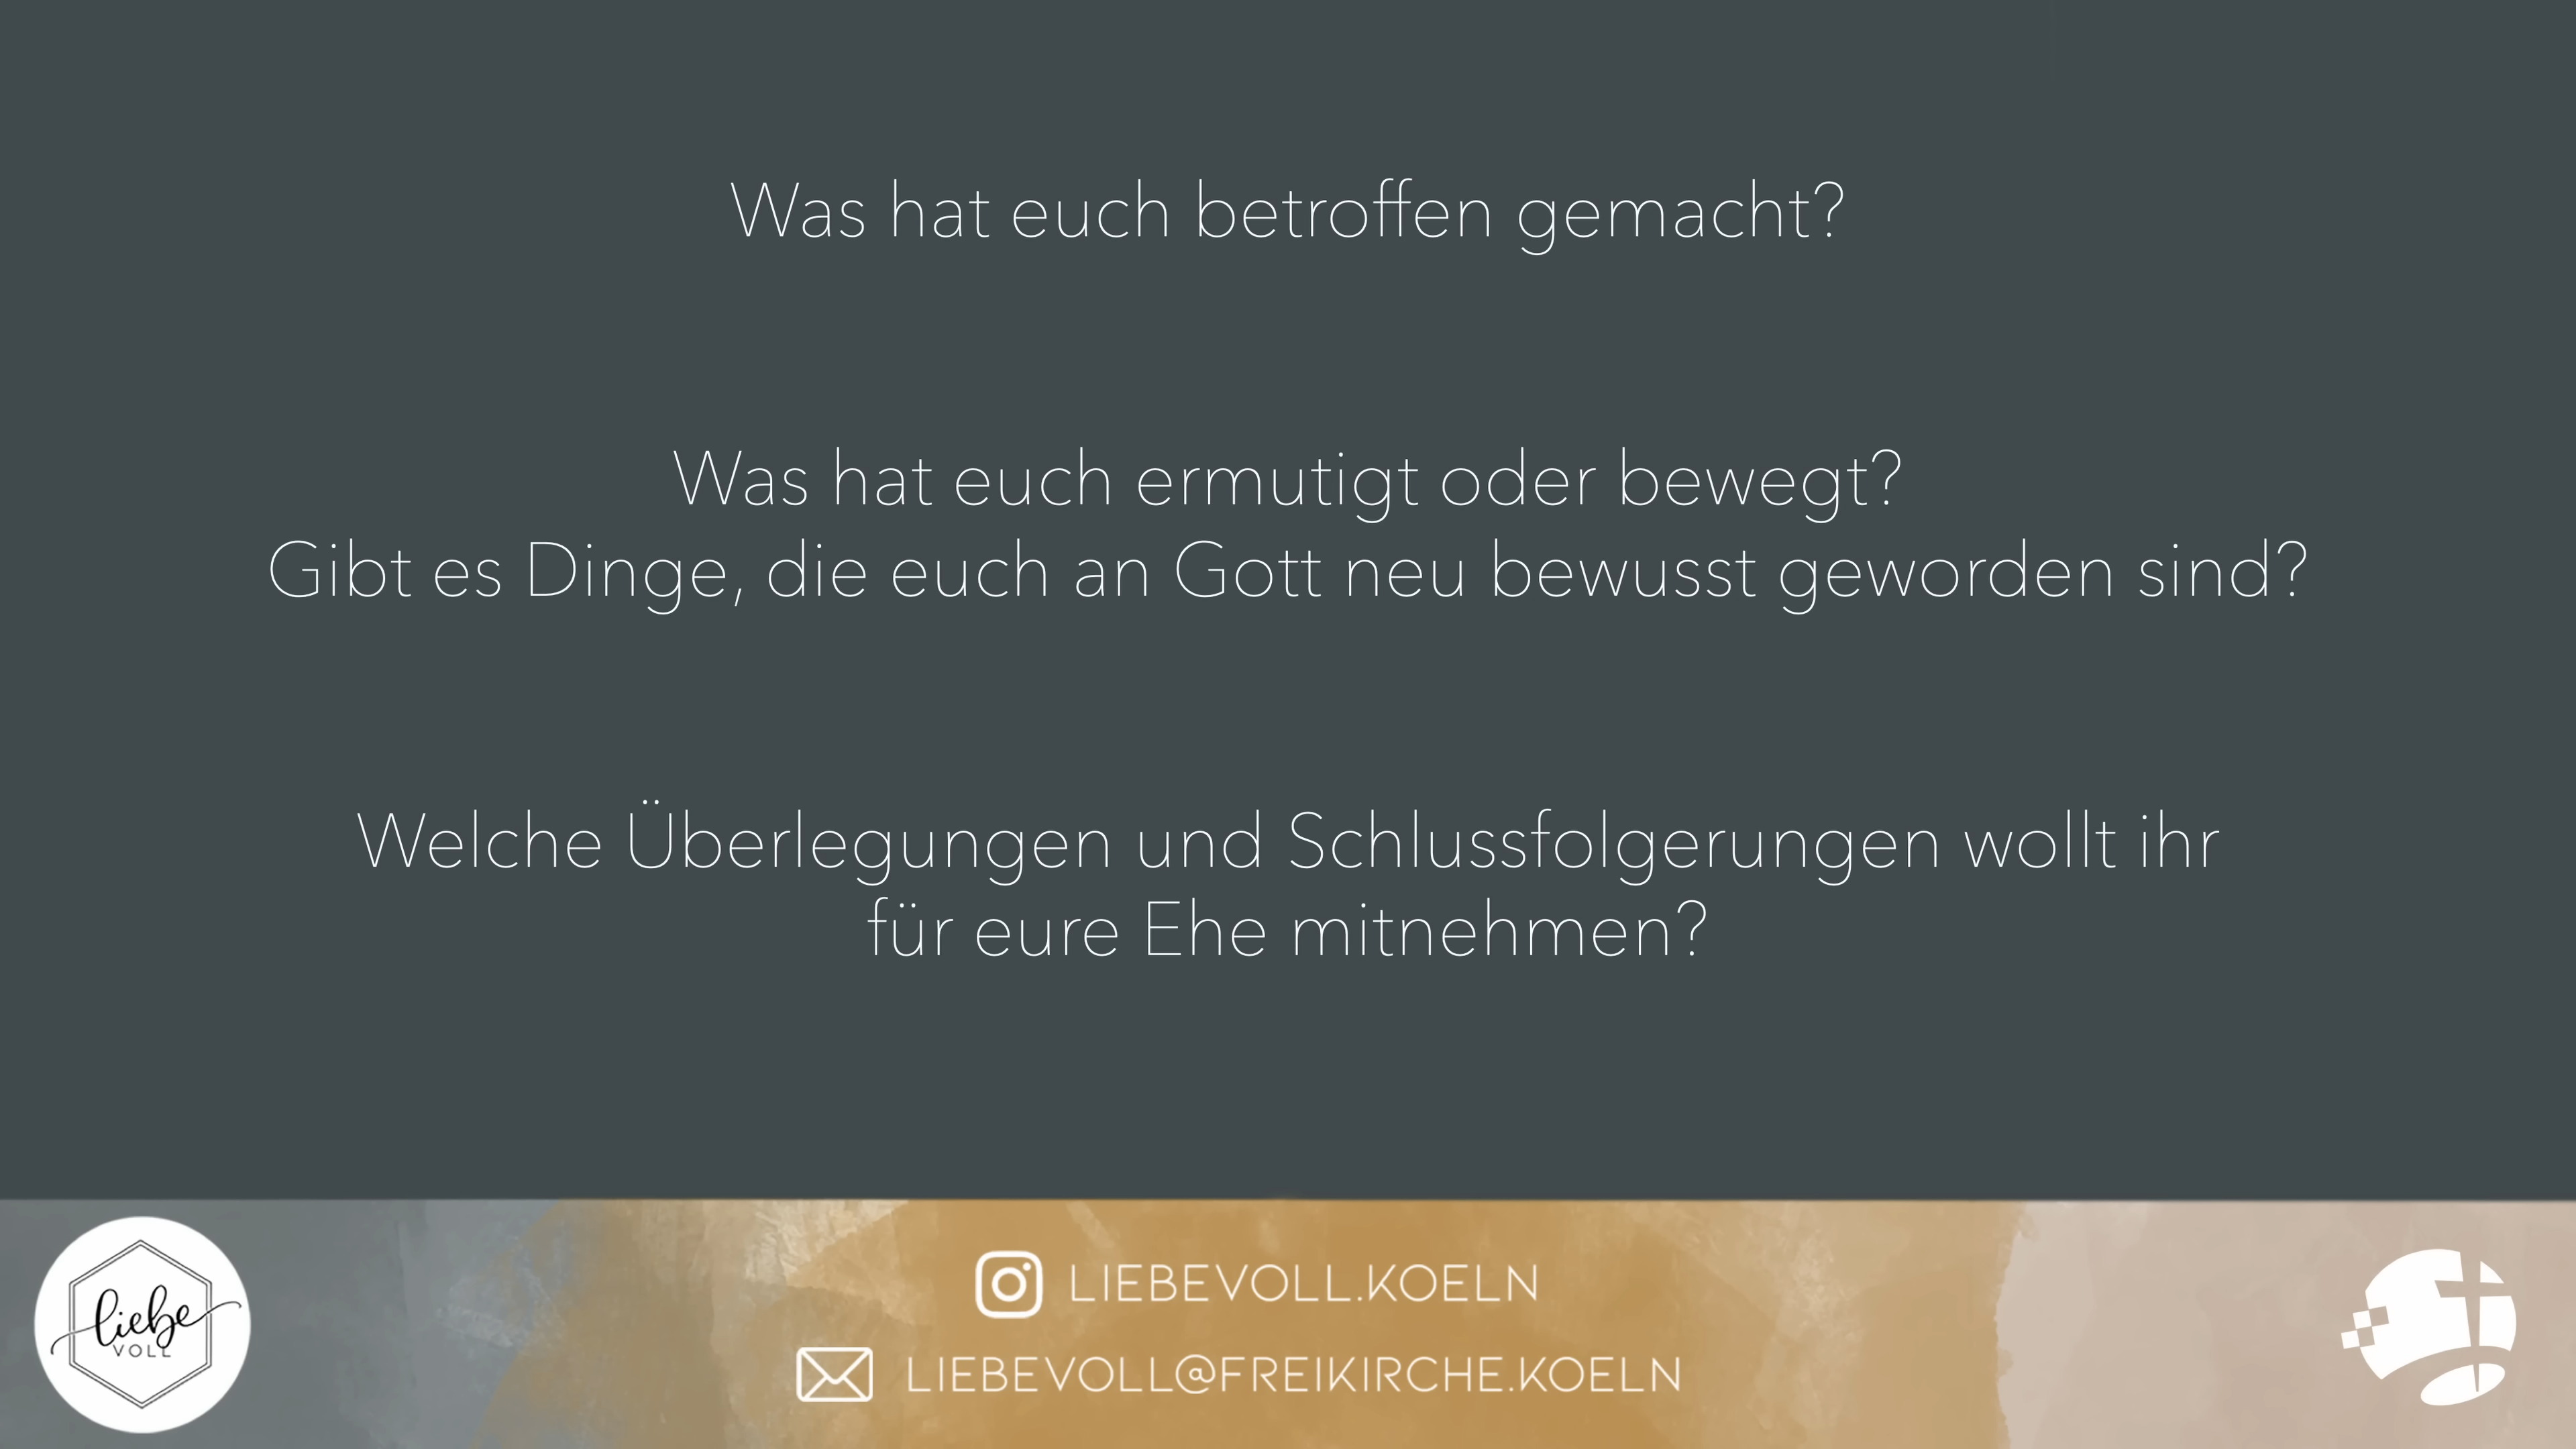 Was hat euch betroffen gemacht?
Was hat euch ermutigt oder bewegt?
Gibt es Dinge, die euch an Gott neu bewusst geworden sind?
Welche Überlegungen und Schlussfolgerungen wollt ihr
für eure Ehe mitnehmen?
liebe
VOLL
LIEBEVOLL.KOELN
LIEBEVOLL@FREIKIRCHE.KOELN